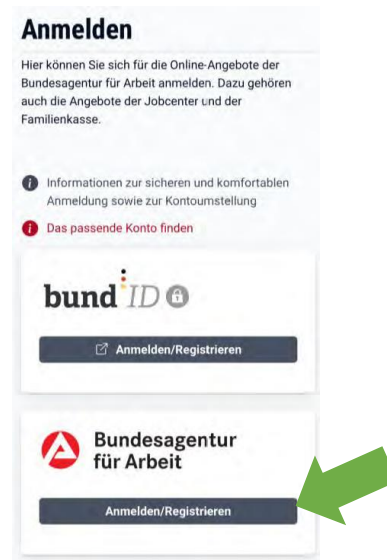 Anmelden
Hier können Sie sich für die Online-Angebote der
Bundesagentur für Arbeit anmelden. Dazu gehören
auch die Angebote der Jobcenter und der
Familienkasse.
Informationen zur sicheren und komfortablen
Anmeldung sowie zur Kontoumstellung
Das passende Konto finden
bund ID
Anmelden/Registrieren
Bundesagentur
für Arbeit
Anmelden/Registrieren